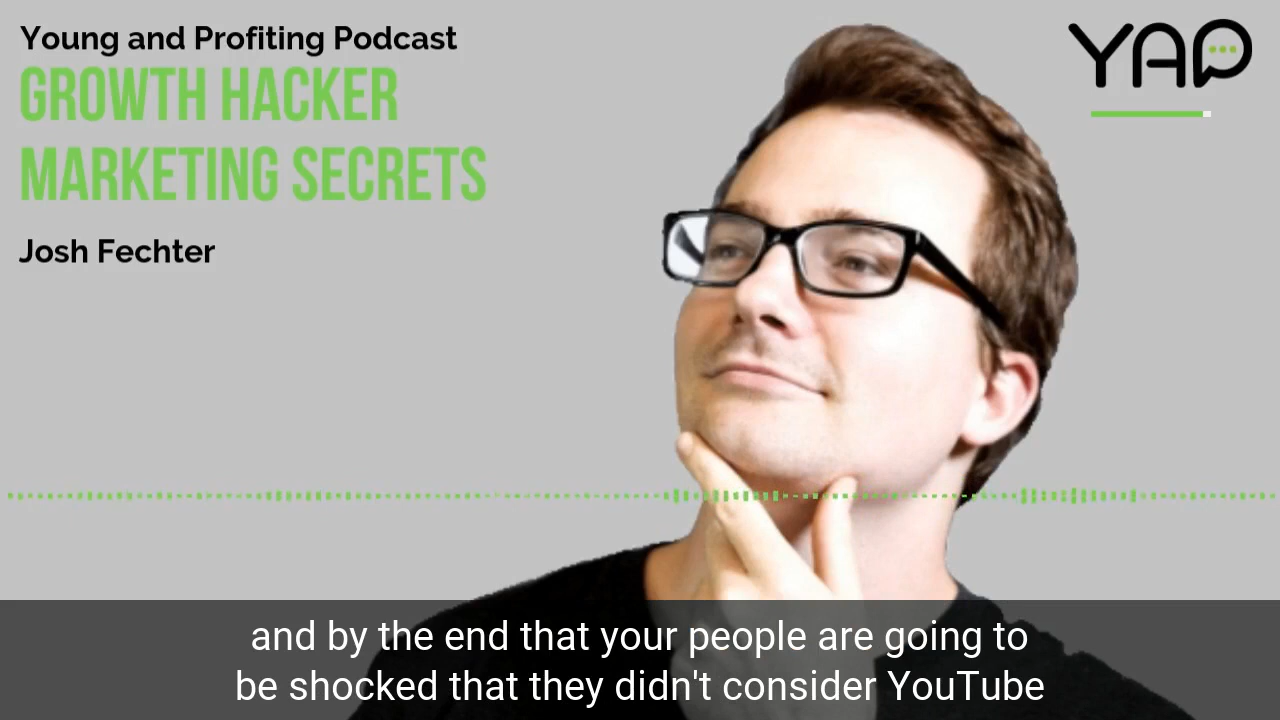 Young and Profiting Podcast
GROWTH HACKER
MARKETING SECRETS
Josh Fechter
YAP
and by the end that your people are going to
be shocked that they didn't consider YouTube